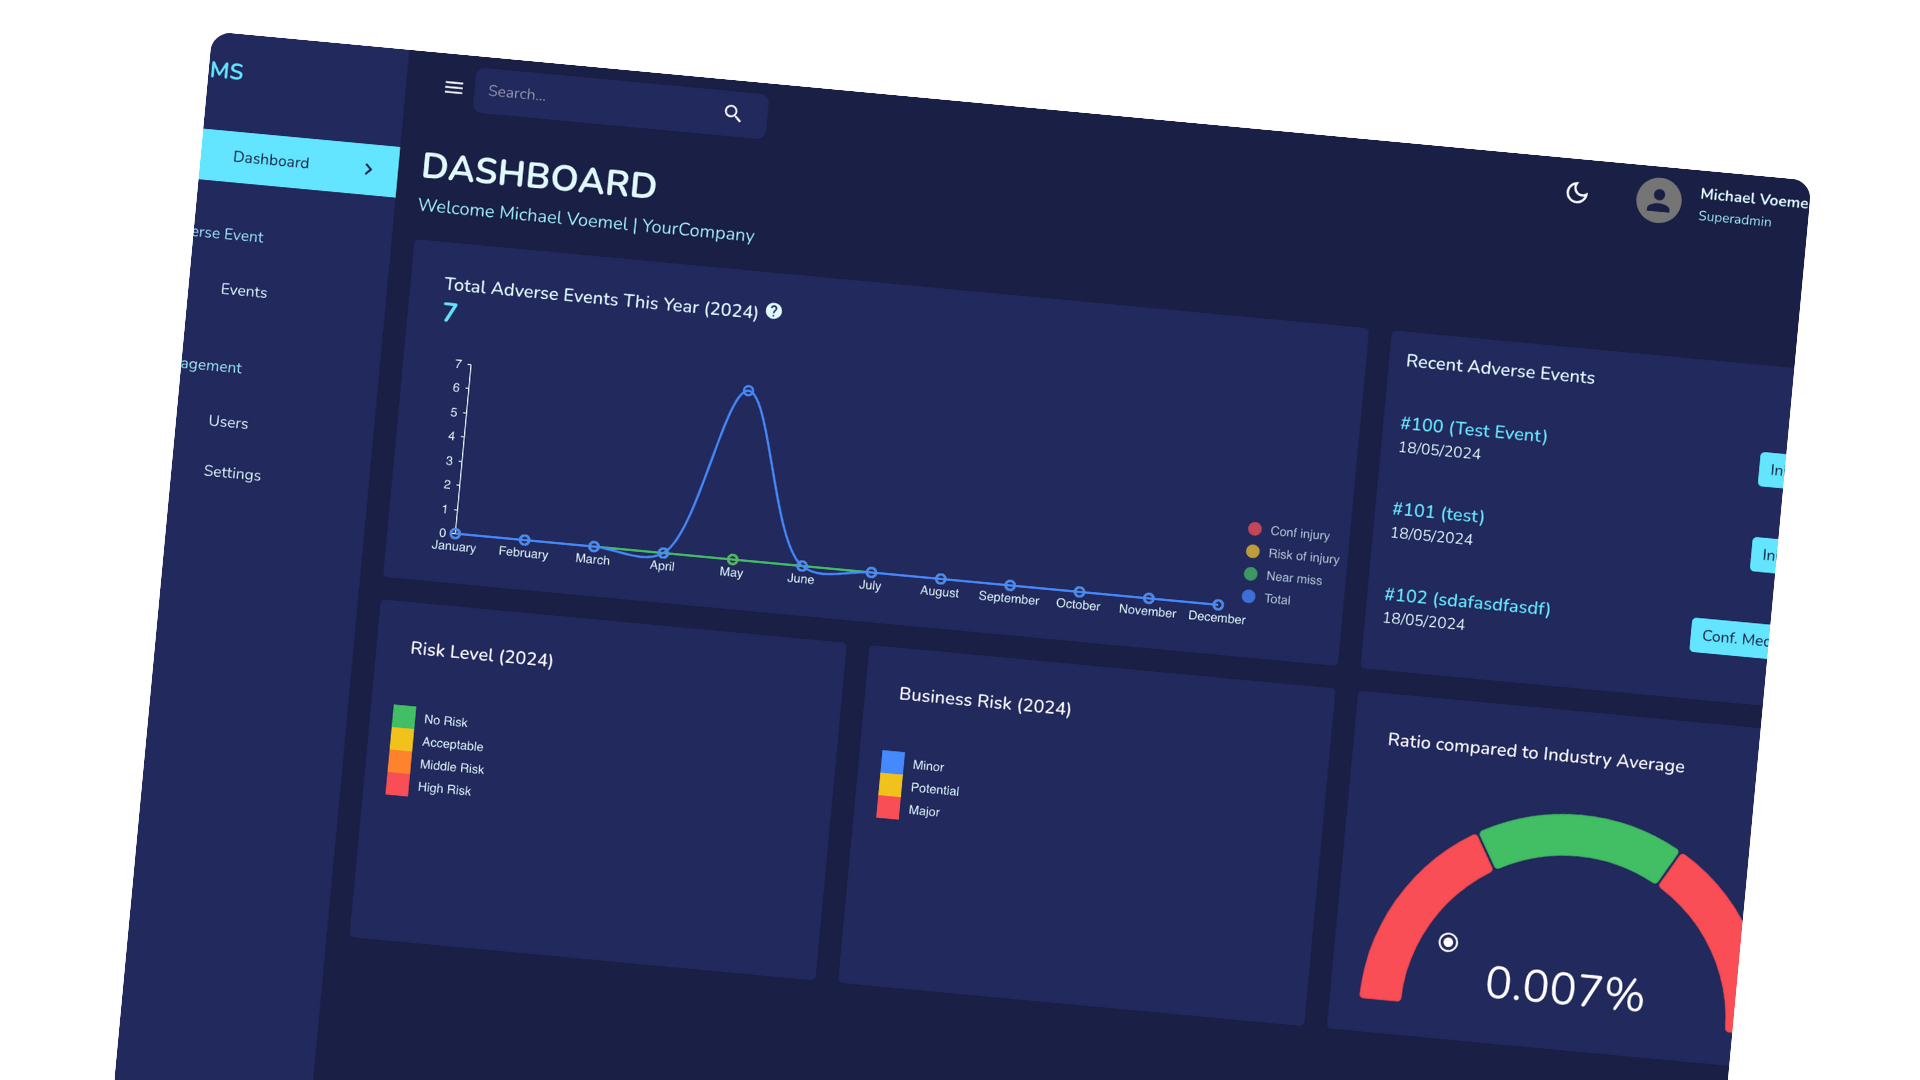 MS
Search...
Dashboard
DASHBOARD
Welcome Michael Voemel | YourCompany
Michael Voeme
Superadmin
erse Event
Events
agement
Users
Settings
Total Adverse Events This Year (2024) ?
7
7
6
5
4
3
2
1
0
January
February
March
April
May
June
July
August
September
October
November
December
Conf injury
Risk of injury
Near miss
Total
Recent Adverse Events
#100 (Test Event)
18/05/2024
In
#101 (test)
18/05/2024
In
#102 (sdafasdfasdf)
18/05/2024
Conf. Med
Risk Level (2024)
No Risk
Acceptable
Middle Risk
High Risk
Business Risk (2024)
Minor
Potential
Major
Ratio compared to Industry Average
0.007%